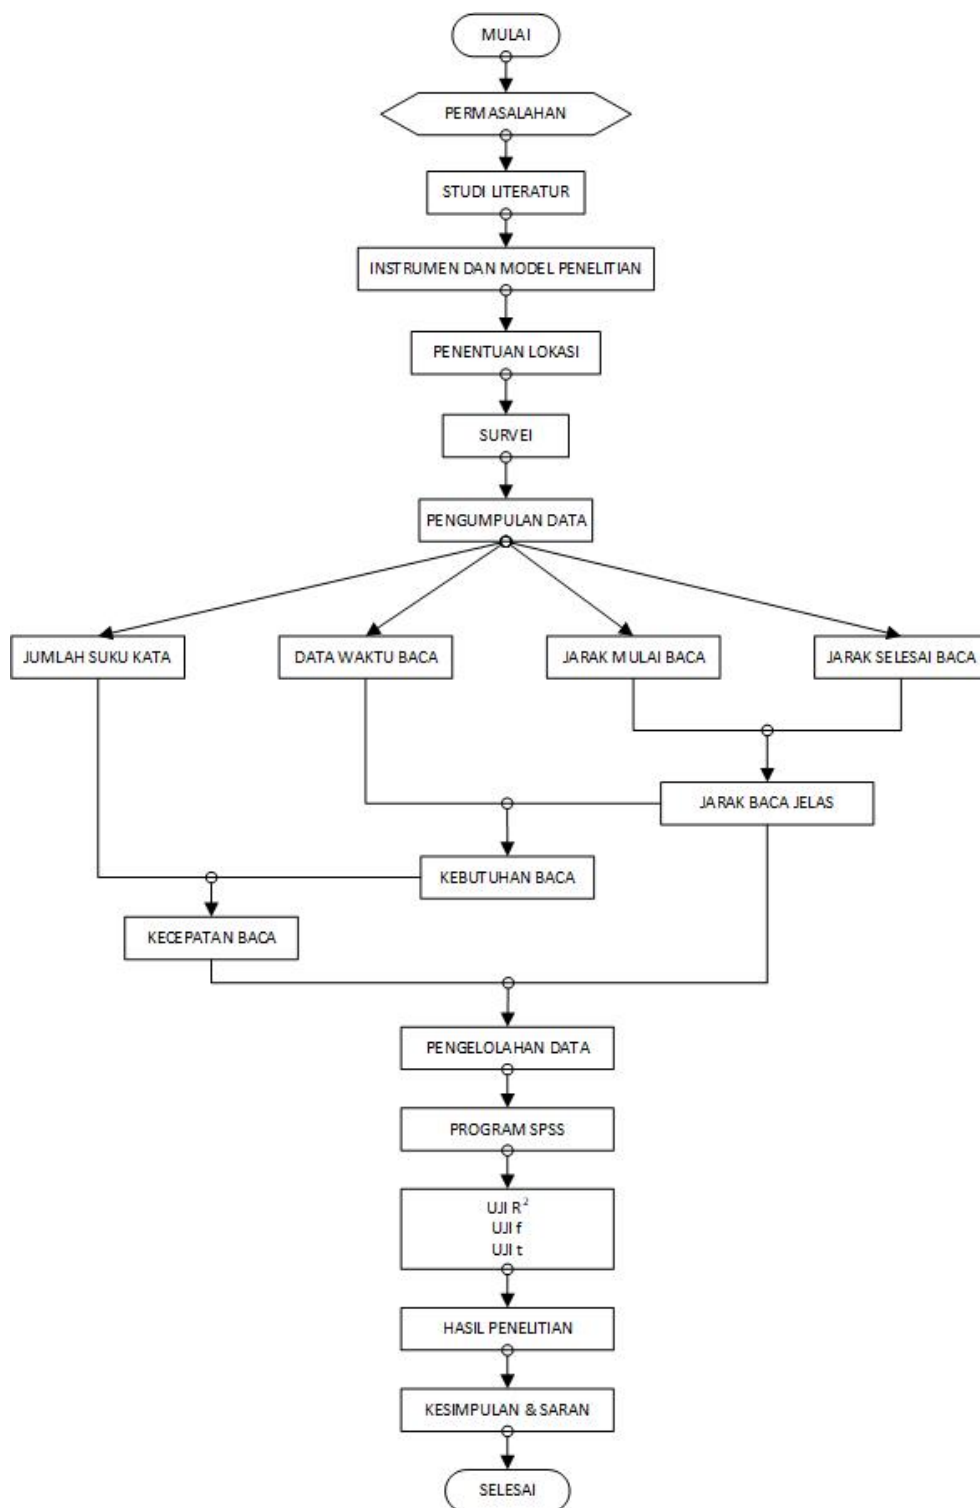 MULAI
PERMASALAHAN
STUDI LITERATUR
INSTRUMEN DAN MODEL PENELITIAN
PENENTUAN LOKASI
SURVEI
PENGUMPULAN DATA
JUMLAH SUKU KATA
DATA WAKTU BACA
JARAK MULAI BACA
JARAK SELESAI BACA
JARAK BACA JELAS
KEBUTUHAN BACA
KECEPATAN BACA
PENGELOLAHAN DATA
PROGRAM SPSS
UJI R²
UJI f
UJI t
HASIL PENELITIAN
KESIMPULAN & SARAN
SELESAI